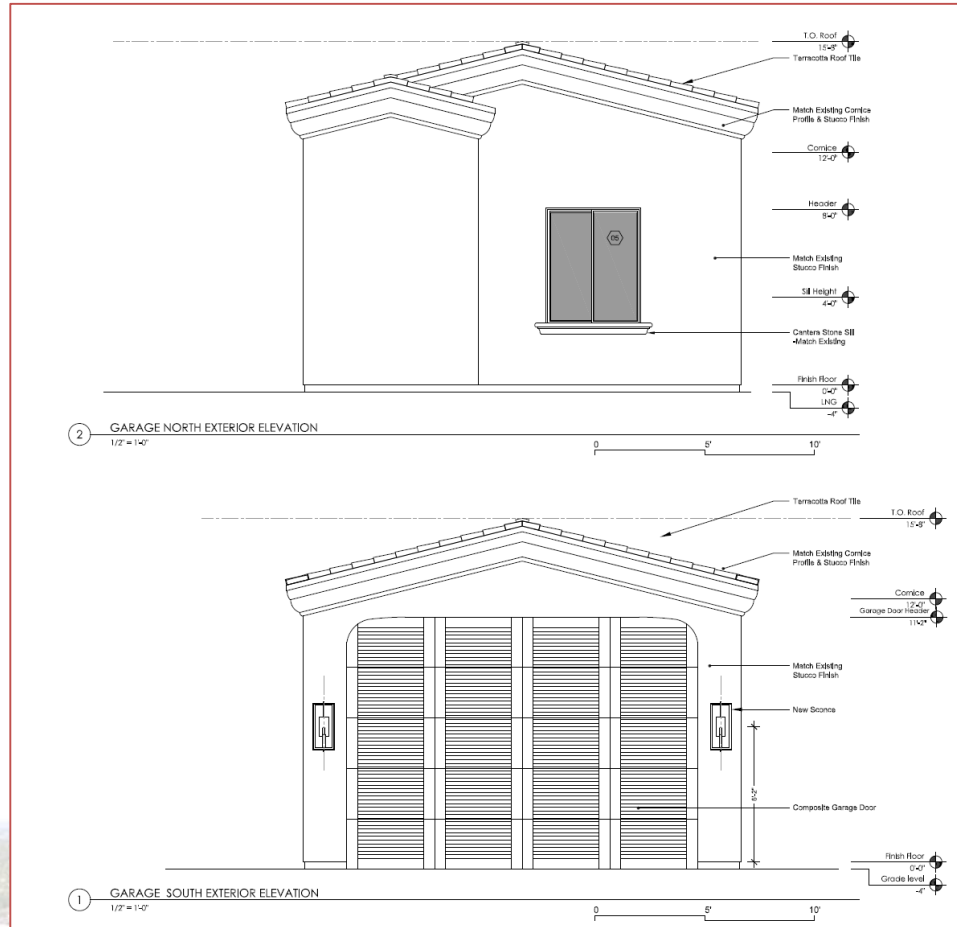 T.O. Roof
15'-8"
Terracotta Roof Tile
Match Existing Cornice
Profile & Stucco Finish
Cornice
12'-0"
Header
8'-0"
05
Match Existing
Stucco Finish
Sill Height
4'-0"
Cantera Stone Sill
-Match Existing
Finish Floor
0'-0"
LNG
-4"
2
GARAGE NORTH EXTERIOR ELEVATION
1/2" = 1'-0"
0 5' 10'
Terracotta Roof Tile
T.O. Roof
15'-8"
Match Existing Cornice
Profile & Stucco Finish
Cornice
12'-0"
Garage Door Header
11'-2"
Match Existing
Stucco Finish
New Sconce
5'-2"
Composite Garage Door
Finish Floor
0'-0"
Grade level
-4"
1
GARAGE SOUTH EXTERIOR ELEVATION
1/2" = 1'-0"
0 5' 10'